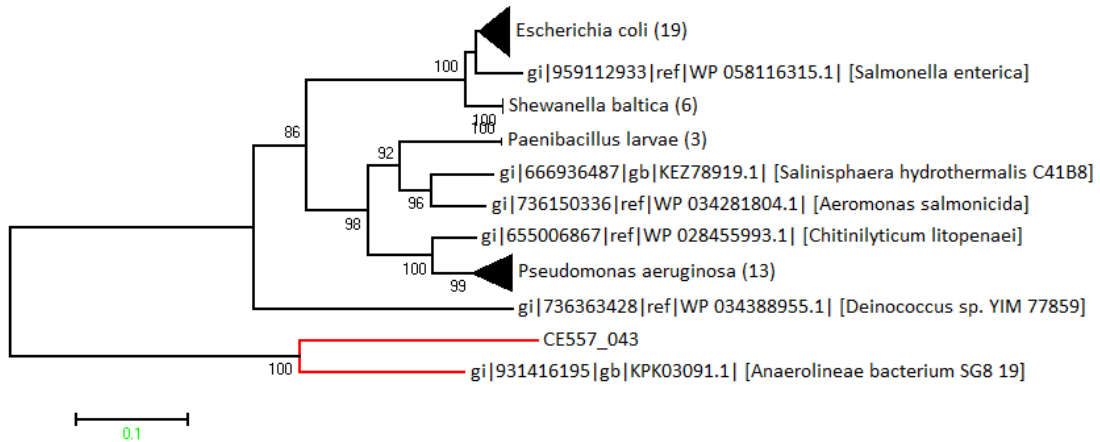 Escherichia coli (19)
100
gi|959112933|ref|WP 058116315.1| [Salmonella enterica]
Shewanella baltica (6)
100
100
86
Paenibacillus larvae (3)
92
gi|666936487|gb|KEZ78919.1| [Salinisphaera hydrothermalis C41B8]
96
gi|736150336|ref|WP 034281804.1| [Aeromonas salmonicida]
98
gi|655006867|ref|WP 028455993.1| [Chitinilyticum litopenaei]
100
Pseudomonas aeruginosa (13)
99
gi|736363428|ref|WP 034388955.1| [Deinococcus sp. YIM 77859]
CE557_043
100
gi|931416195|gb|KPK03091.1| [Anaerolineae bacterium SG8 19]
0.1